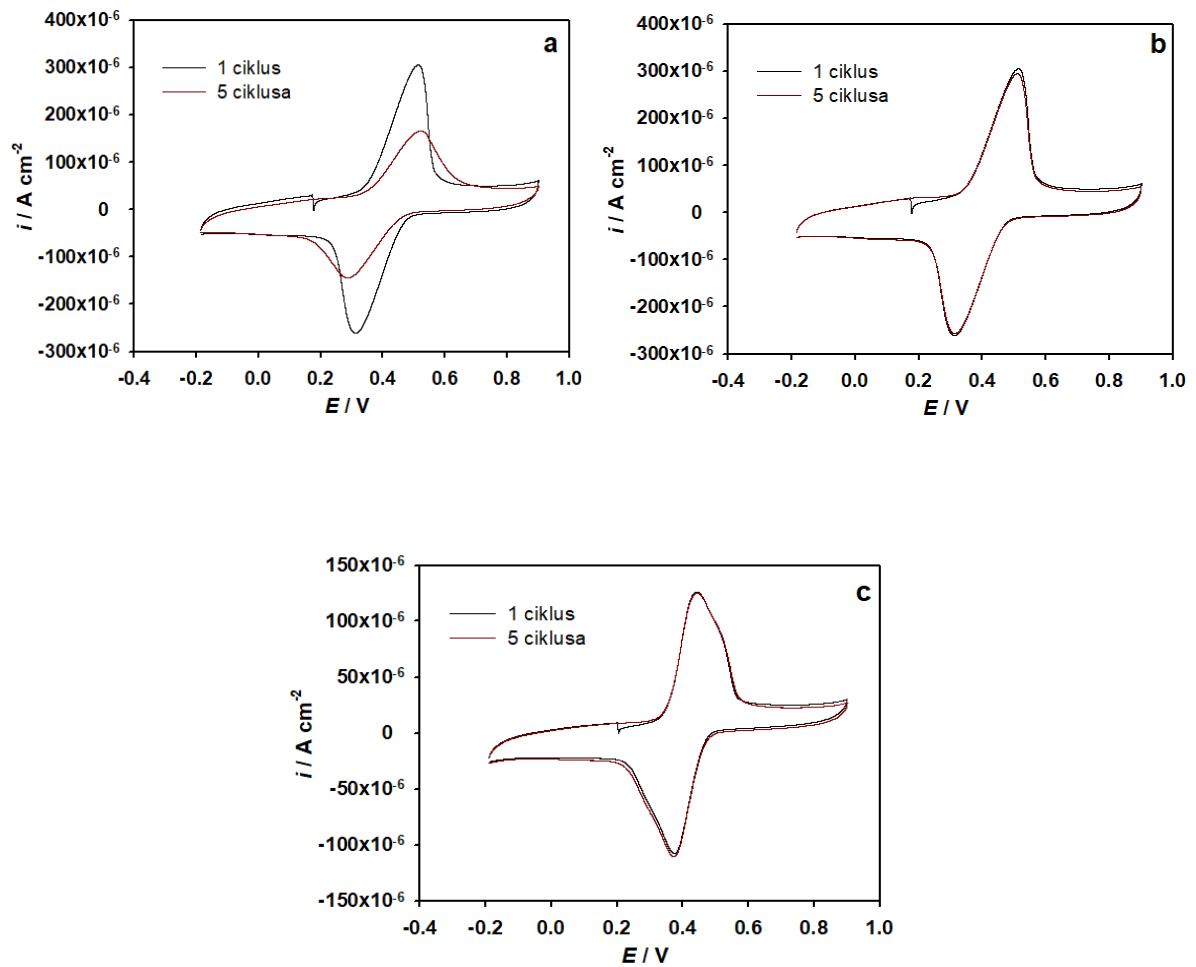 a
1 ciklus
5 ciklusa
i / A cm-2
400x10-6
300x10-6
200x10-6
100x10-6
0
-100x10-6
-200x10-6
-300x10-6
-0.4 -0.2 0.0 0.2 0.4 0.6 0.8 1.0
E / V
b
1 ciklus
5 ciklusa
i / A cm-2
400x10-6
300x10-6
200x10-6
100x10-6
0
-100x10-6
-200x10-6
-300x10-6
-0.4 -0.2 0.0 0.2 0.4 0.6 0.8 1.0
E / V
c
1 ciklus
5 ciklusa
i / A cm-2
150x10-6
100x10-6
50x10-6
0
-50x10-6
-100x10-6
-150x10-6
-0.4 -0.2 0.0 0.2 0.4 0.6 0.8 1.0
E / V